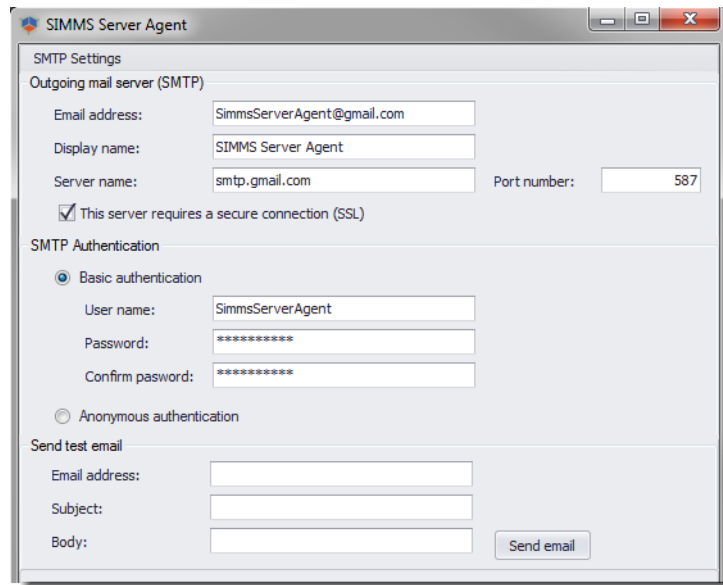 SIMMS Server Agent
SMTP Settings
Outgoing mail server (SMTP)
Email address: SimmsServerAgent@gmail.com
Display name: SIMMS Server Agent
Server name: smtp.gmail.com Port number: 587
This server requires a secure connection (SSL)
SMTP Authentication
Basic authentication
User name: SimmsServerAgent
Password: **********
Confirm pasword: **********
Anonymous authentication
Send test email
Email address:
Subject:
Body: Send email